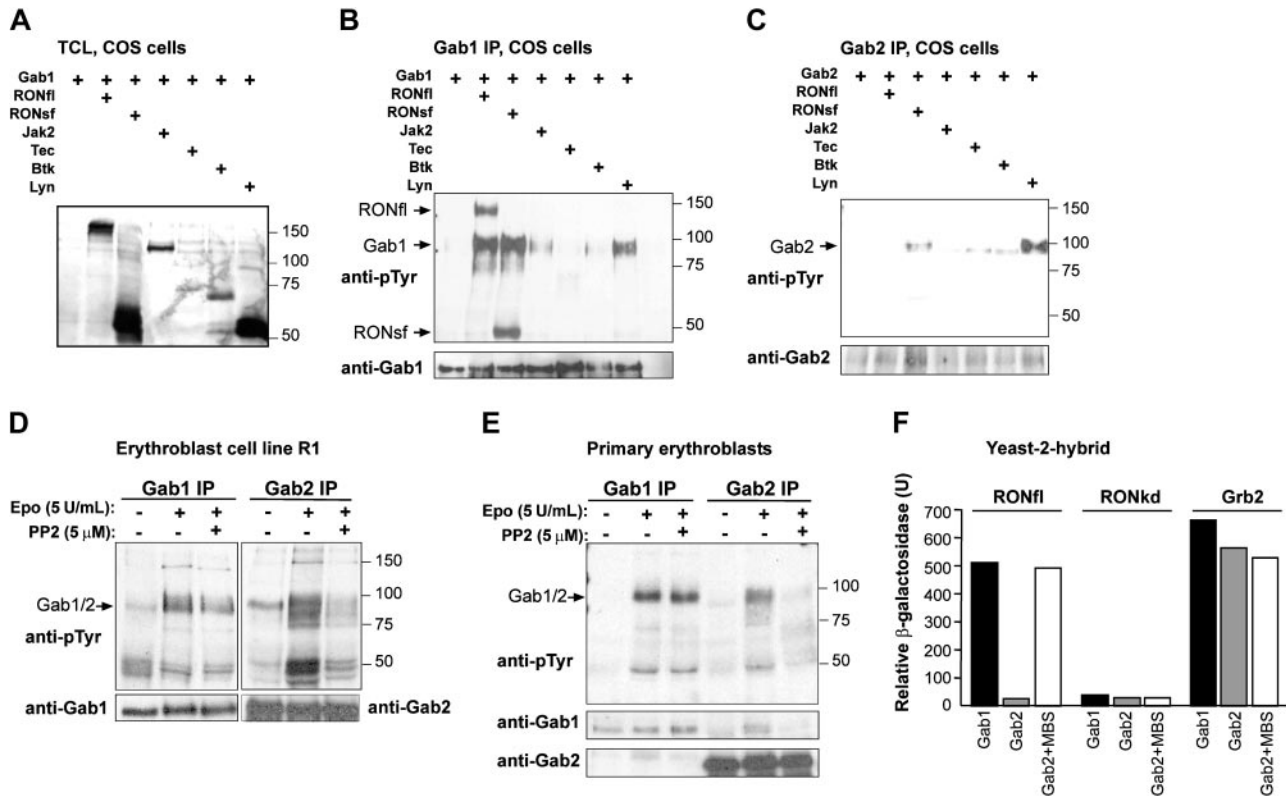 A
TCL, COS cells
Gab1 + + + + + + +
RONfl +
RONsf +
Jak2 +
Tec +
Btk +
Lyn +
150
100
75
50
B
Gab1 IP, COS cells
Gab1 + + + + + + +
RONfl +
RONsf +
Jak2 +
Tec +
Btk +
Lyn +
RONfl
Gab1
anti-pTyr
RONsf
150
100
75
50
anti-Gab1
C
Gab2 IP, COS cells
Gab2 + + + + + + +
RONfl +
RONsf +
Jak2 +
Tec +
Btk +
Lyn +
Gab2
anti-pTyr
150
100
75
50
anti-Gab2
D
Erythroblast cell line R1
Gab1 IP Gab2 IP
Epo (5 U/mL): - + + - + +
PP2 (5 μM): - - + - - +
Gab1/2
anti-pTyr
150
100
75
50
anti-Gab1 anti-Gab2
E
Primary erythroblasts
Gab1 IP Gab2 IP
Epo (5 U/mL): - + + - + +
PP2 (5 μM): - - + - - +
Gab1/2
anti-pTyr
100
75
50
anti-Gab1
anti-Gab2
F
Yeast-2-hybrid
RONfl RONkd Grb2
Relative β-galactosidase (U)
700
600
500
400
300
200
100
0
Gab1
Gab2
Gab2+MBS
Gab1
Gab2
Gab2+MBS
Gab1
Gab2
Gab2+MBS